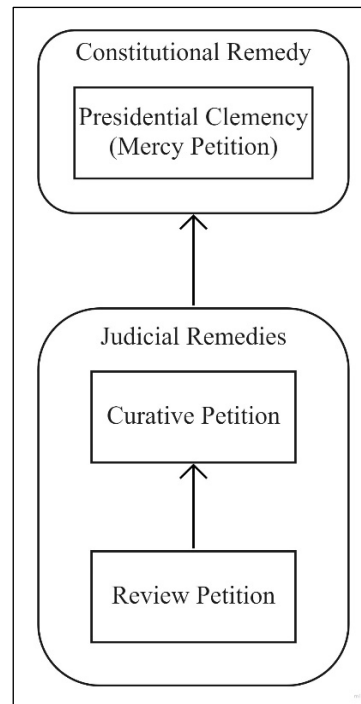 Constitutional Remedy
Presidential Clemency
(Mercy Petition)
Judicial Remedies
Curative Petition
Review Petition